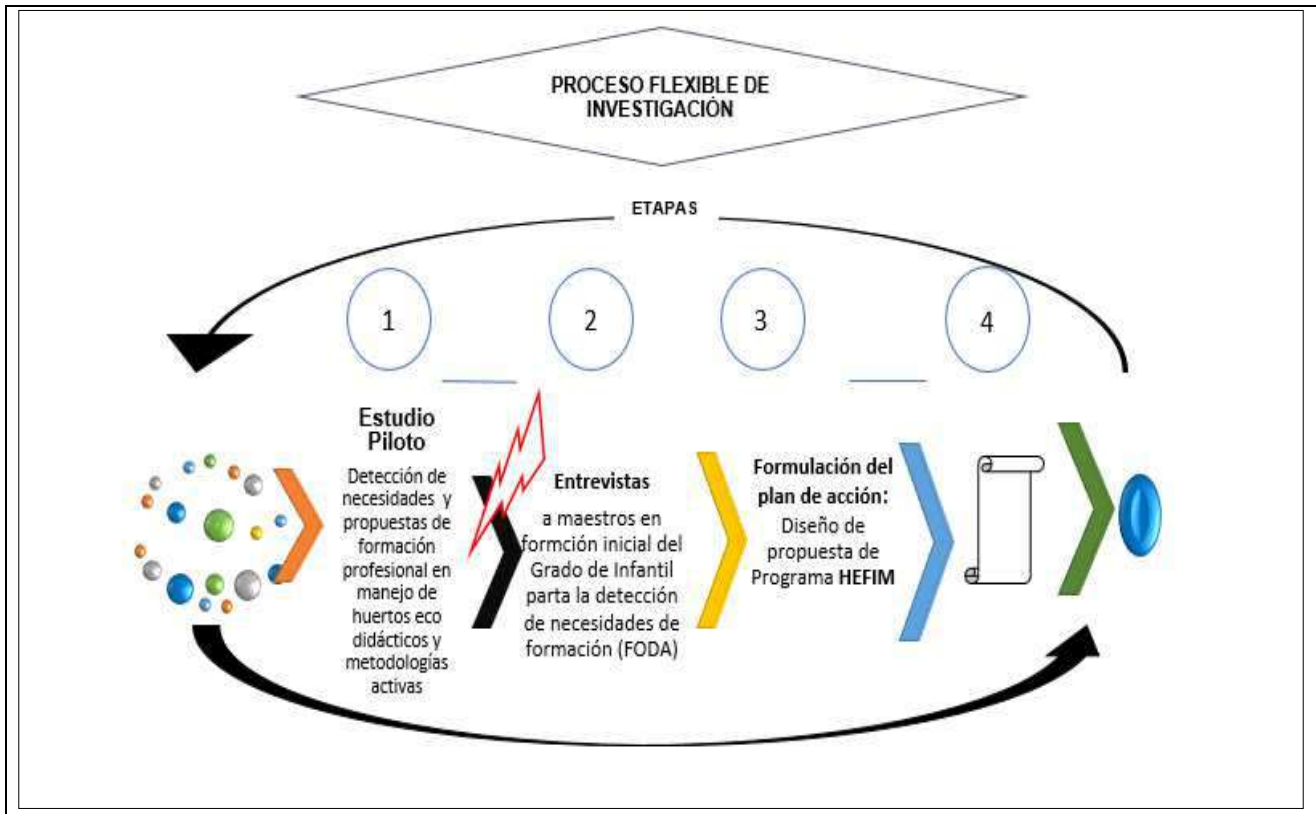 PROCESO FLEXIBLE DE
INVESTIGACIÓN
ETAPAS
1
2
3
4
Estudio
Piloto
Detección de
necesidades y
propuestas de
formación
profesional en
manejo de
huertos eco
didácticos y
metodologías
activas
Entrevistas
a maestros en
formción inicial del
Grado de Infantil
parta la detección
de necesidades de
formación (FODA)
Formulación del
plan de acción:
Diseño de
propuesta de
Programa HEFIM